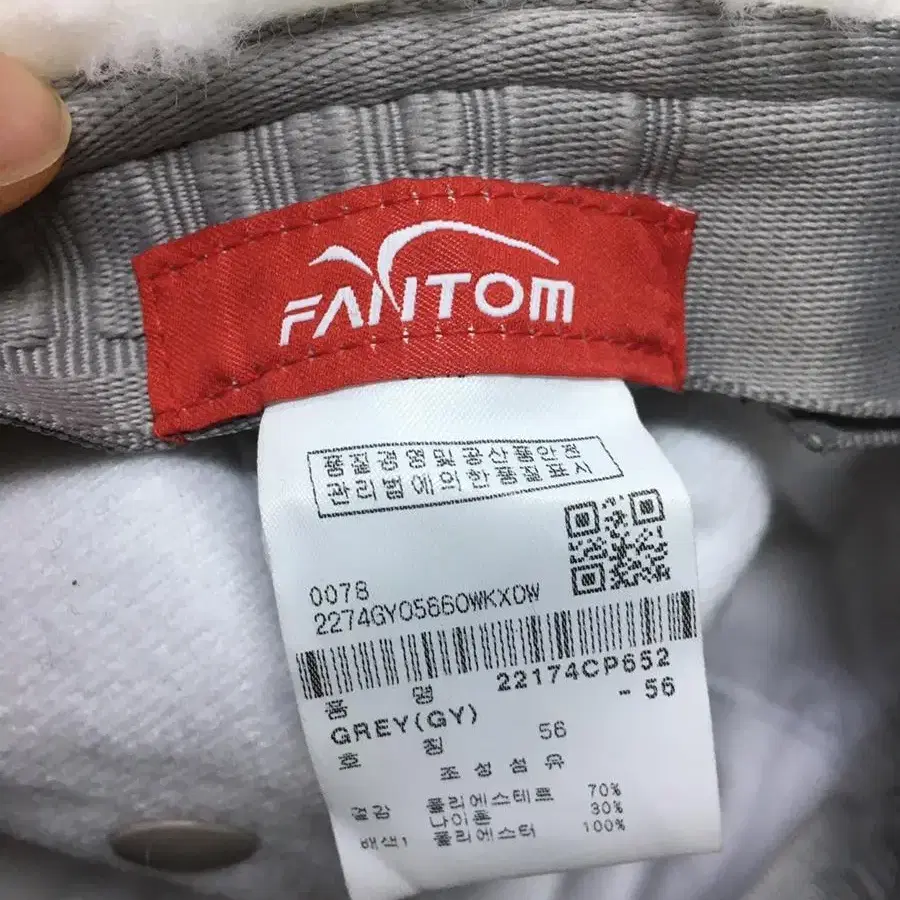 FANTOM
품질경영및공산품안전
관리법에의한품질표시
0078
2274GY05660WKX0W
22174CP652
품 명 - 56
GREY(GY)
호 칭 56
조성섬유
겉감 폴리에스테르 70%
나이론 30%
배색1 폴리에스터 100%